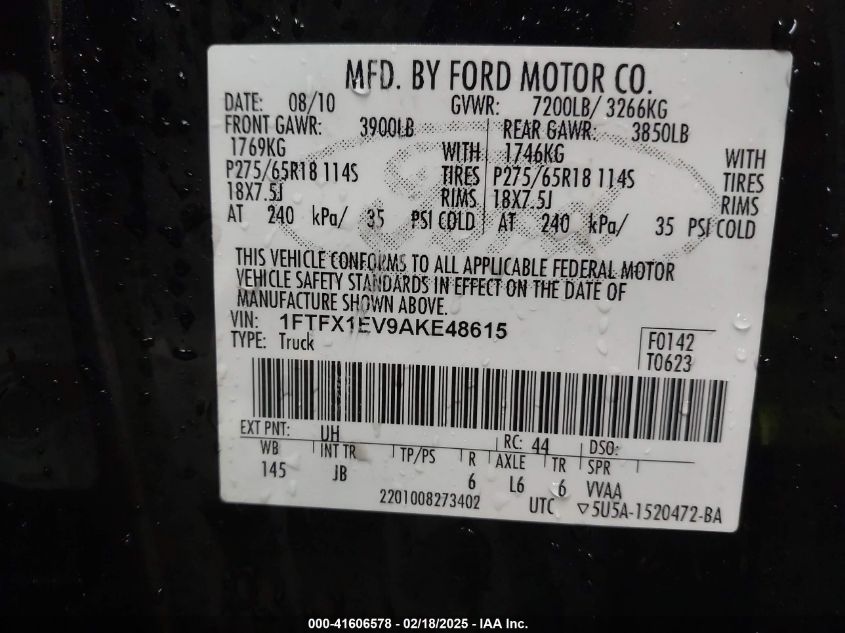 MFD. BY FORD MOTOR CO.
DATE: 08/10 GVWR: 7200LB/ 3266KG
FRONT GAWR: 3900LB REAR GAWR: 3850LB
1769KG WITH 1746KG WITH
P275/65R18 114S TIRES P275/65R18 114S TIRES
18X7.5J RIMS 18X7.5J RIMS
AT 240 kPa/ 35 PSI COLD AT 240 kPa/ 35 PSI COLD
Ford
THIS VEHICLE CONFORMS TO ALL APPLICABLE FEDERAL MOTOR
VEHICLE SAFETY STANDARDS IN EFFECT ON THE DATE OF
MANUFACTURE SHOWN ABOVE.
VIN: 1FTFX1EV9AKE48615
TYPE: Truck
F0142
T0623
EXT PNT: UH RC: 44 DSO:
WB INT TR TP/PS R AXLE TR SPR
145 JB 6 L6 6 VVAA
2201008273402 UTC ▽5U5A-1520472-BA
000-41606578 - 02/18/2025 - IAA Inc.